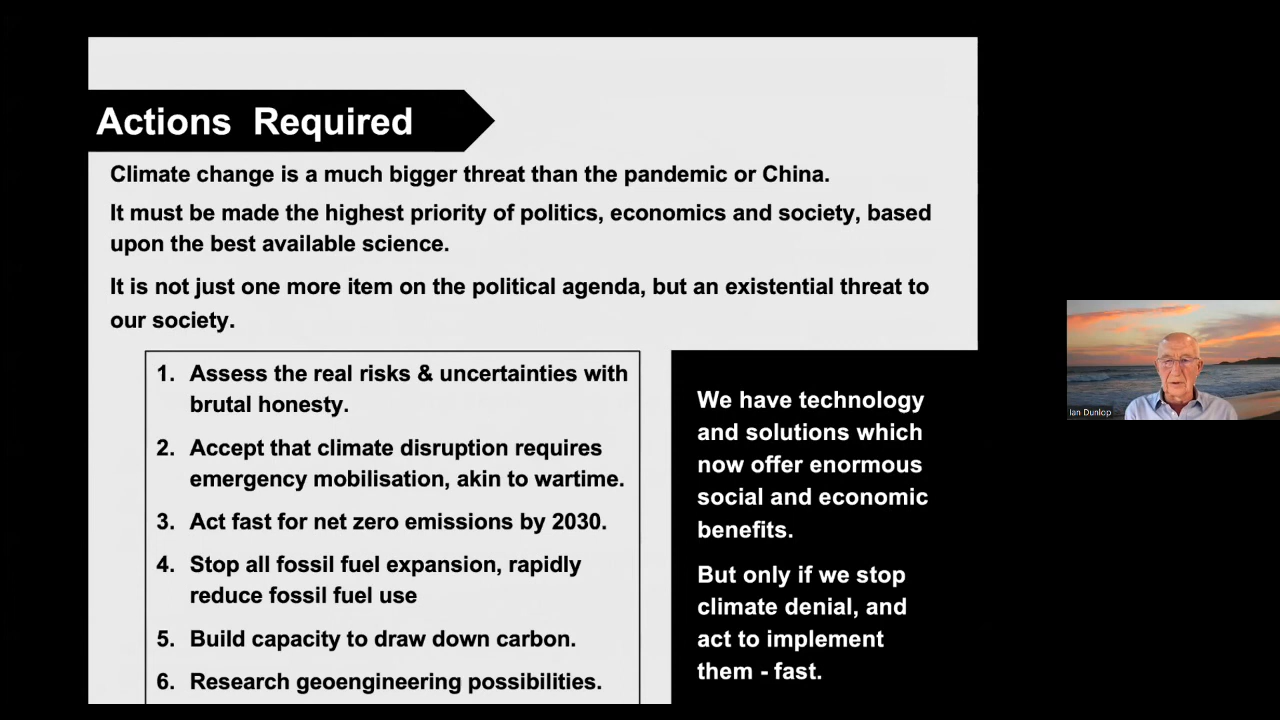 Actions Required
Climate change is a much bigger threat than the pandemic or China.
It must be made the highest priority of politics, economics and society, based
upon the best available science.
It is not just one more item on the political agenda, but an existential threat to
our society.
1. Assess the real risks & uncertainties with
brutal honesty.
2. Accept that climate disruption requires
emergency mobilisation, akin to wartime.
3. Act fast for net zero emissions by 2030.
4. Stop all fossil fuel expansion, rapidly
reduce fossil fuel use
5. Build capacity to draw down carbon.
6. Research geoengineering possibilities.
We have technology
and solutions which
now offer enormous
social and economic
benefits.
But only if we stop
climate denial, and
act to implement
them - fast.
Ian Dunlop